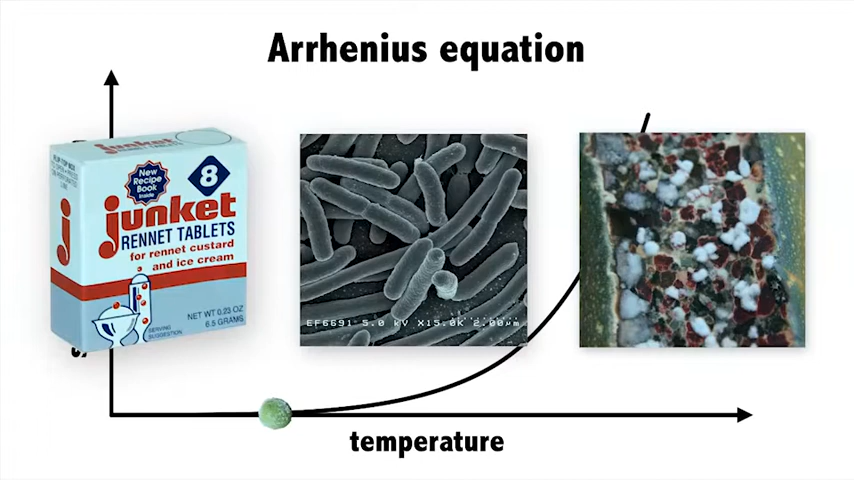 Arrhenius equation
New
Recipe
Book
Inside
8
junket
j
RENNET TABLETS
for rennet custard
and ice cream
NET WT 0.23 OZ
6.5 GRAMS
SERVING
SUGGESTION
EF6691 5.0 kV X15.0K 2.00µm
temperature